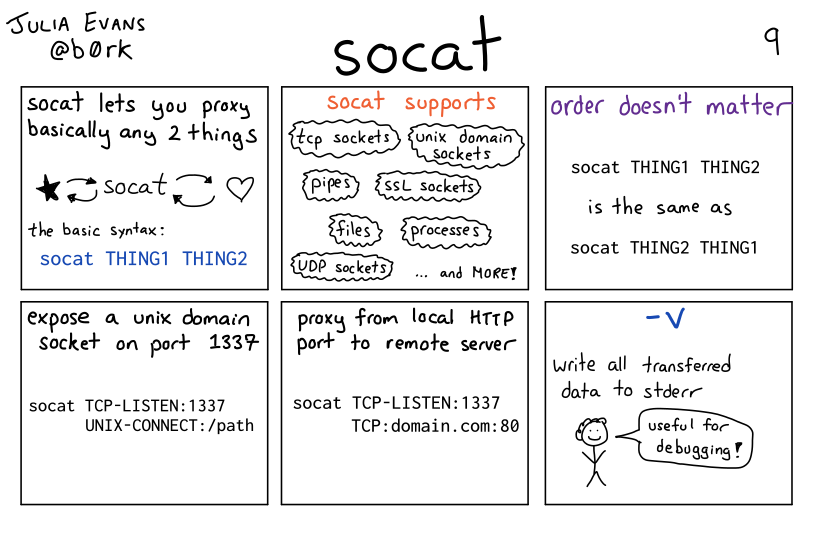 JULIA EVANS
@b0rk
socat
9
socat lets you proxy
basically any 2 things
socat
the basic syntax:
socat THING1 THING2
socat supports
tcp sockets
unix domain
sockets
pipes
SSL sockets
files
processes
UDP sockets
... and MORE!
order doesn't matter
socat THING1 THING2
is the same as
socat THING2 THING1
expose a unix domain
socket on port 1337
socat TCP-LISTEN:1337
UNIX-CONNECT:/path
proxy from local HTTP
port to remote server
socat TCP-LISTEN:1337
TCP:domain.com:80
-v
write all transferred
data to stderr
useful for
debugging!